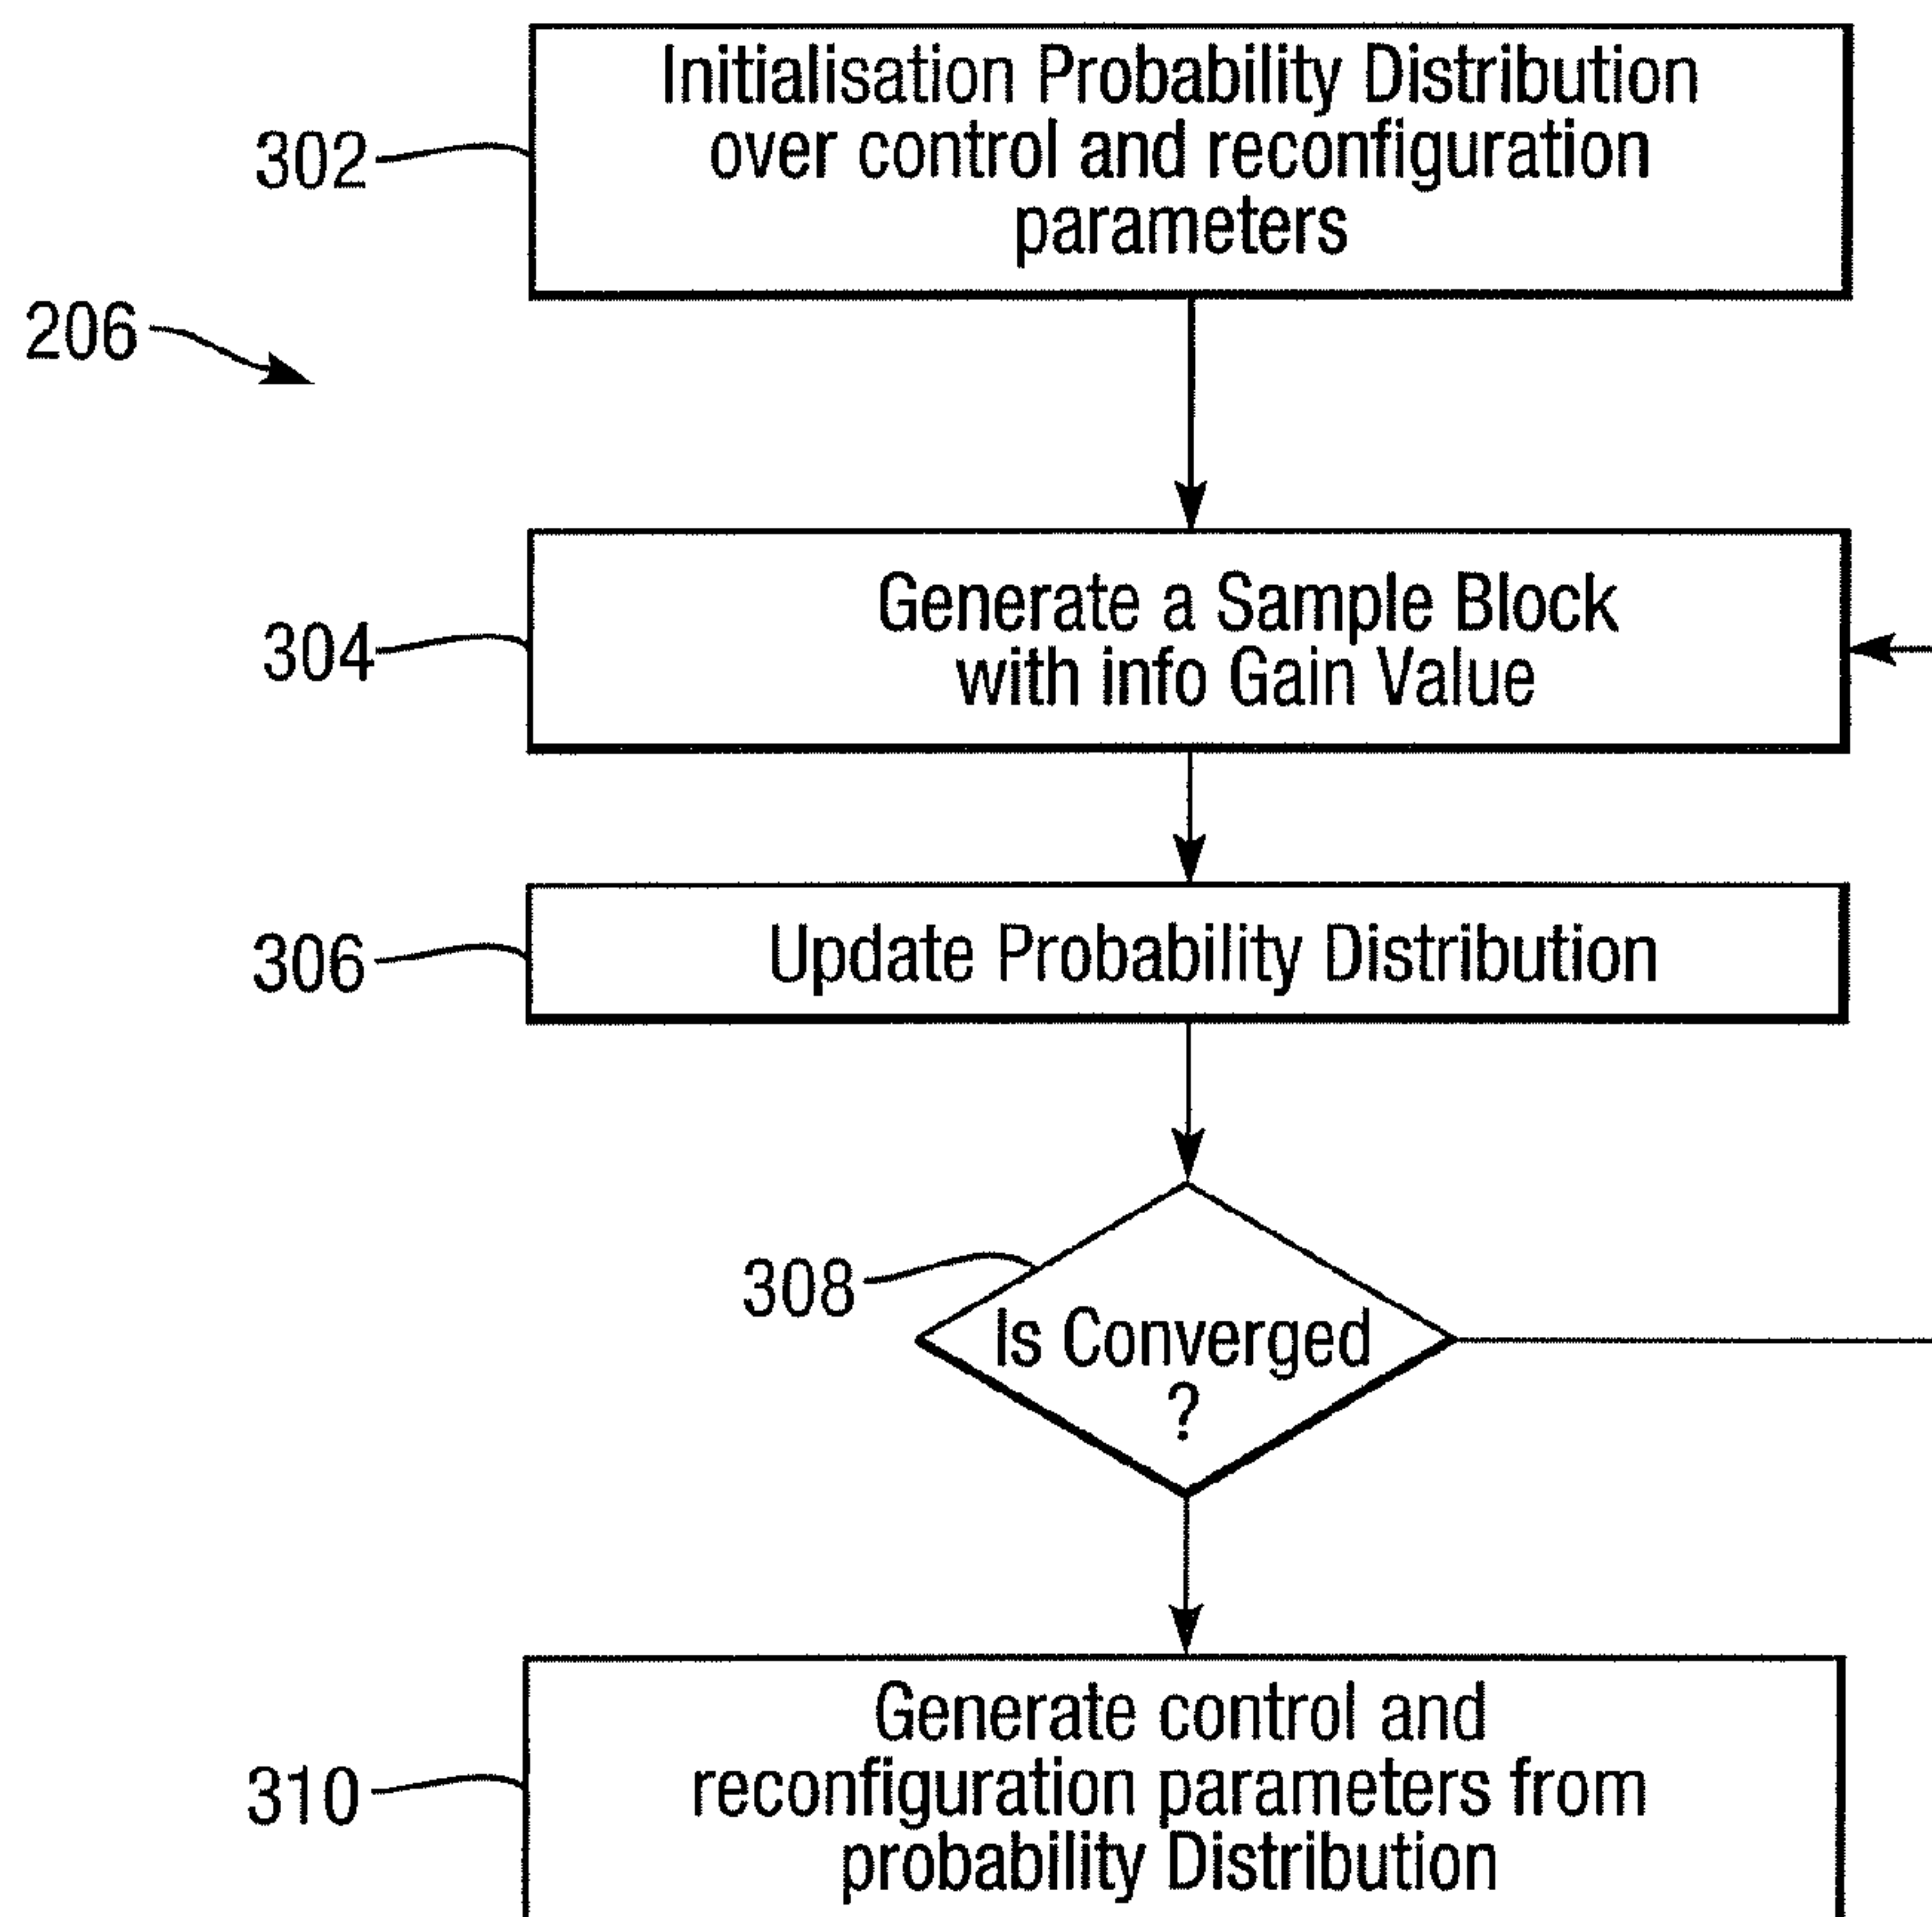 Initialisation Probability Distribution
over control and reconfiguration
parameters
302
206
Generate a Sample Block
with info Gain Value
304
Update Probability Distribution
306
308
Is Converged
?
Generate control and
reconfiguration parameters from
probability Distribution
310